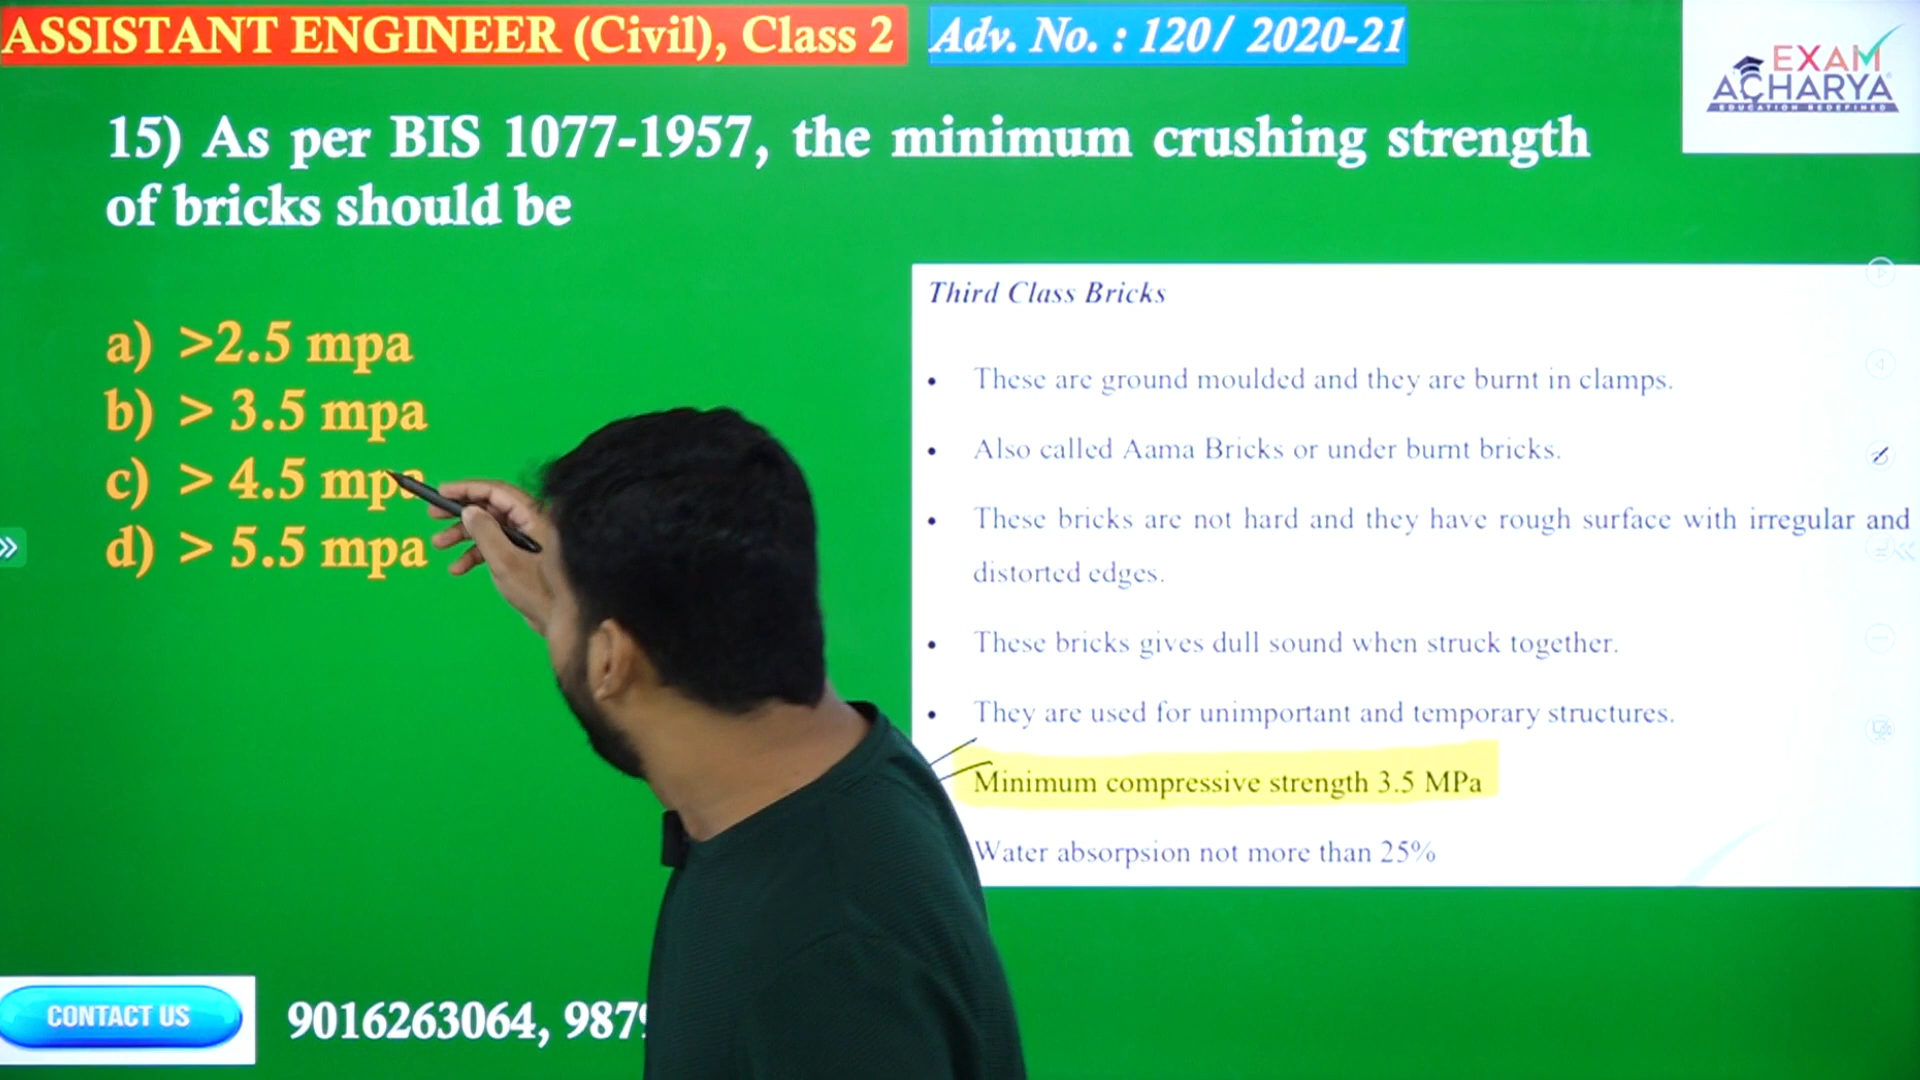 ASSISTANT ENGINEER (Civil), Class 2 Adv. No. : 120/ 2020-21
EXAM
ACHARYA
EDUCATION REDEFINED
15) As per BIS 1077-1957, the minimum crushing strength
of bricks should be
a) >2.5 mpa
b) > 3.5 mpa
c) > 4.5 mpa
d) > 5.5 mpa
Third Class Bricks
• These are ground moulded and they are burnt in clamps.
• Also called Aama Bricks or under burnt bricks.
• These bricks are not hard and they have rough surface with irregular and
distorted edges.
• These bricks gives dull sound when struck together.
• They are used for unimportant and temporary structures.
Minimum compressive strength 3.5 MPa
Water absorpsion not more than 25%
CONTACT US
9016263064, 987